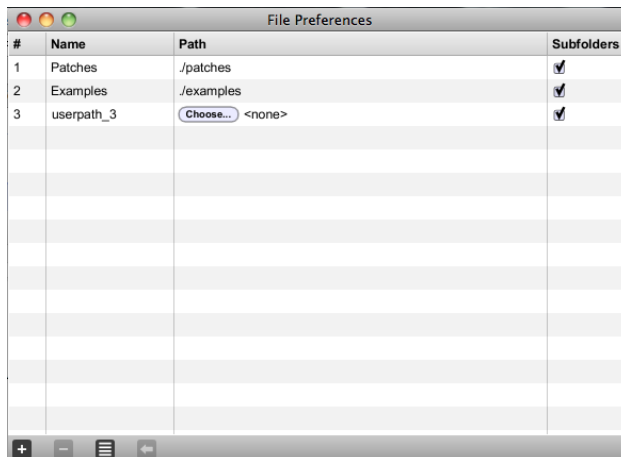 File Preferences
# Name Path Subfolders
1 Patches ./patches
2 Examples ./examples
3 userpath_3 Choose... <none>